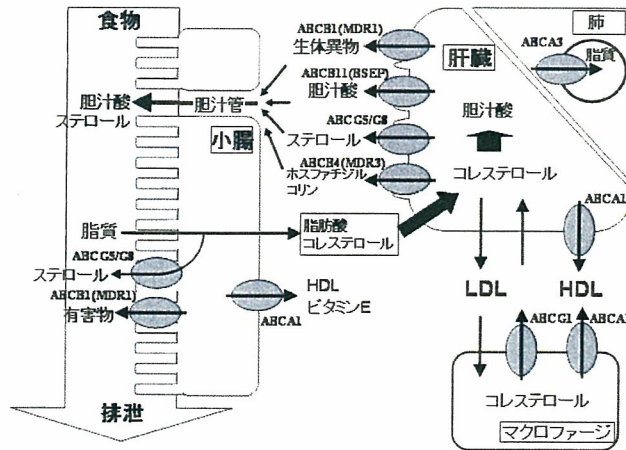 食物
ABCB1(MDR1)
生体異物
肝臓
肺
ABCA3
脂質
ABCB11(BSEP)
胆汁酸
胆汁酸
ステロール
胆汁管
小腸
ABCG5/G8
ステロール
胆汁酸
コレステロール
ABCB4(MDR3)
ホスファチジル
コリン
ABCA1
脂質
脂肪酸
コレステロール
ABCG5/G8
ステロール
ABCB1(MDR1)
有害物
HDL
ビタミンE
ABCA1
LDL
HDL
ABCG1
ABCA1
コレステロール
マクロファージ
排泄